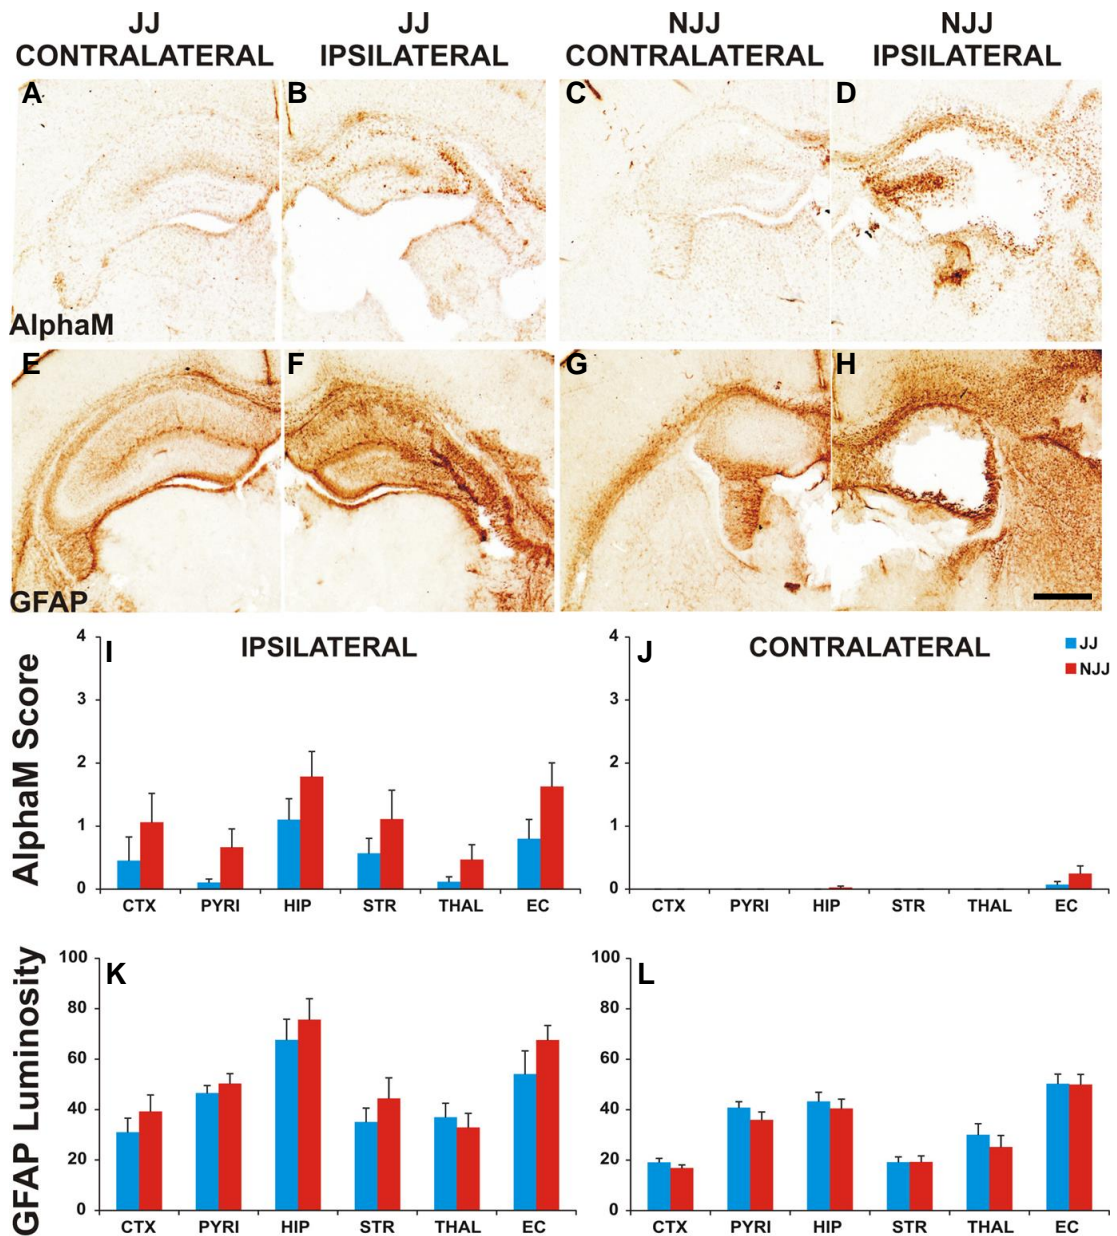 JJ
CONTRALATERAL
JJ
IPSILATERAL
NJJ
CONTRALATERAL
NJJ
IPSILATERAL
A
B
C
D
AlphaM
E
F
G
H
GFAP
I
IPSILATERAL
AlphaM Score
4
3
2
1
0
CTX PYRI HIP STR THAL EC
J
CONTRALATERAL
JJ
NJJ
4
3
2
1
0
CTX PYRI HIP STR THAL EC
K
GFAP Luminosity
100
80
60
40
20
0
CTX PYRI HIP STR THAL EC
L
100
80
60
40
20
0
CTX PYRI HIP STR THAL EC